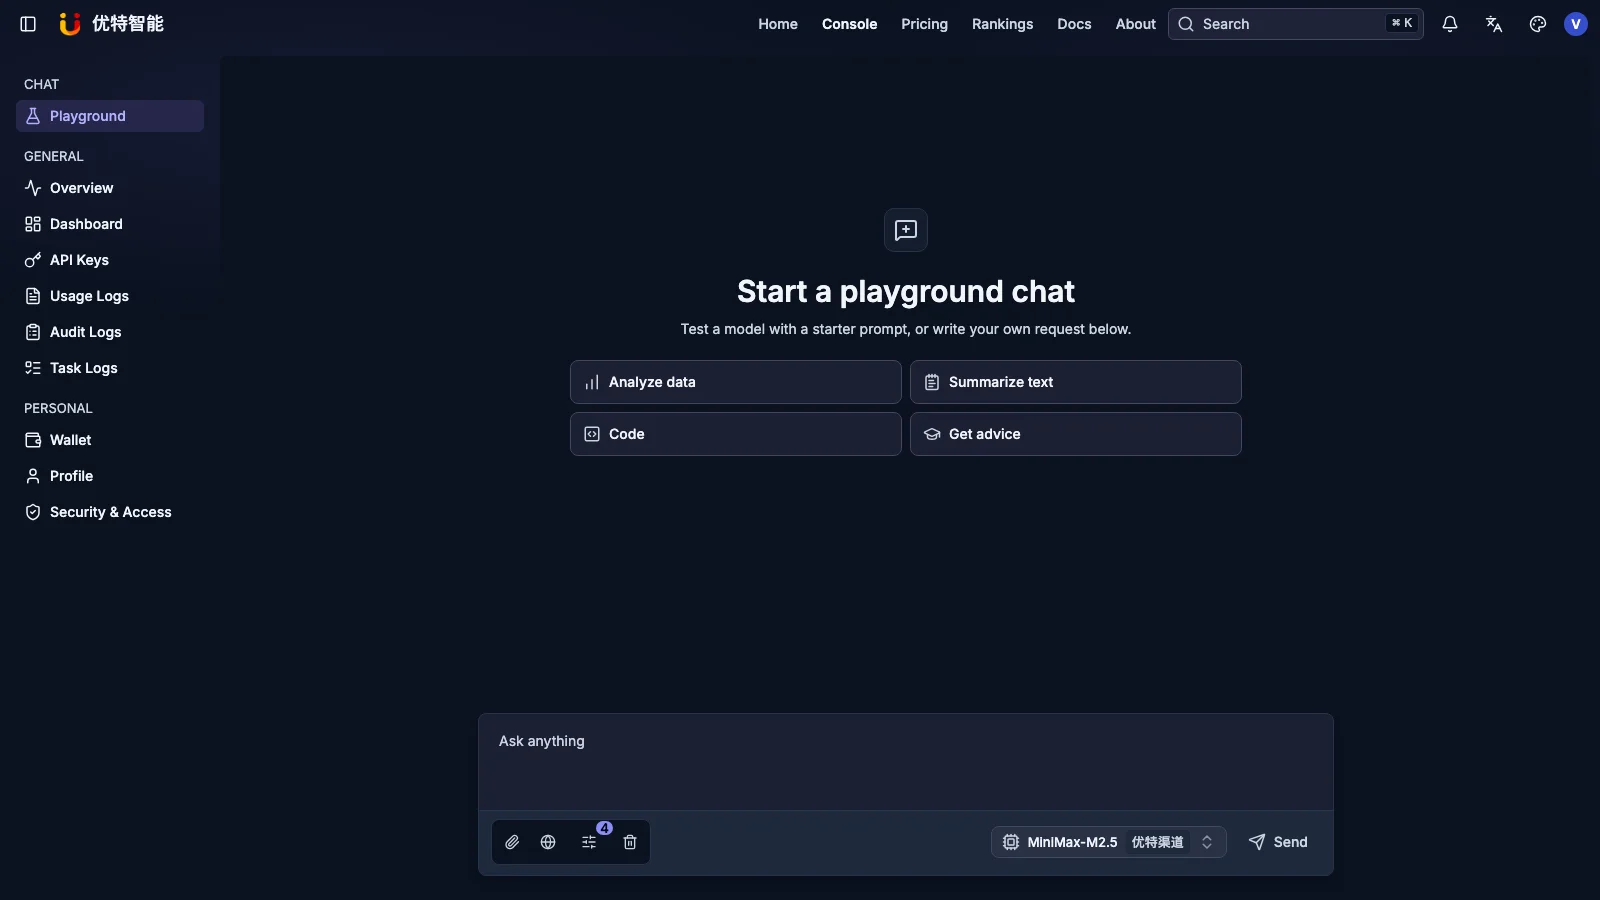 优特智能
Home Console Pricing Rankings Docs About Search ⌘ K V
CHAT
Playground
GENERAL
Overview
Dashboard
API Keys
Usage Logs
Audit Logs
Task Logs
PERSONAL
Wallet
Profile
Security & Access
Start a playground chat
Test a model with a starter prompt, or write your own request below.
Analyze data
Summarize text
Code
Get advice
Ask anything
4
MiniMax-M2.5 优特渠道
Send